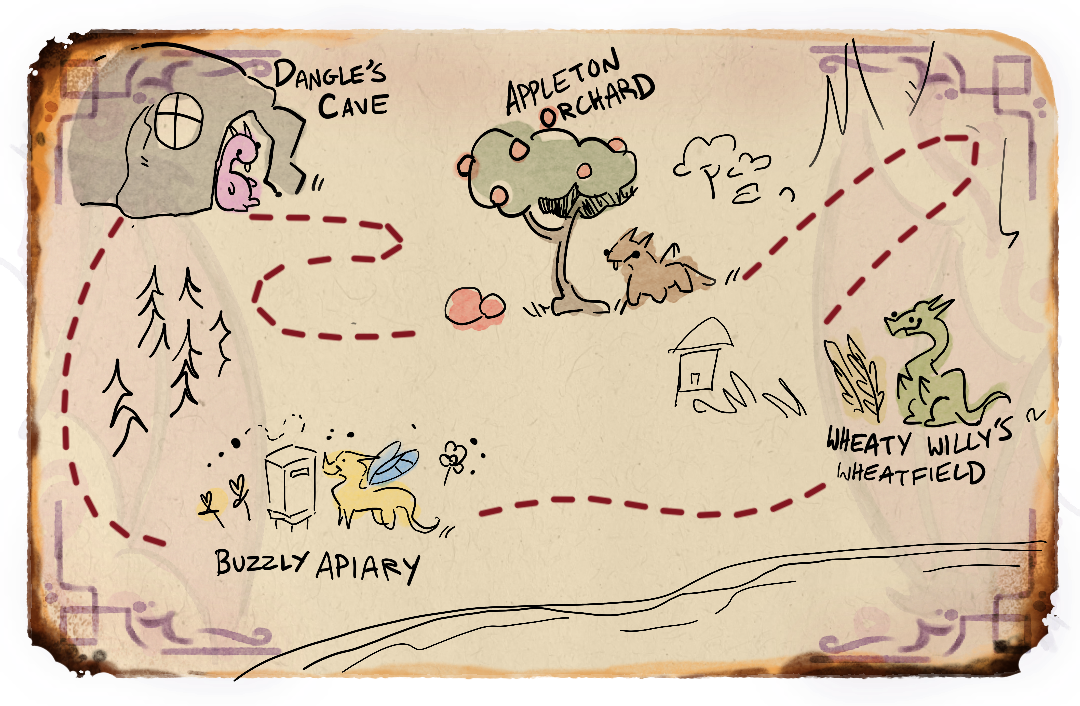 DANGLE'S
CAVE
APPLETON
ORCHARD
WHEATY WILLY'S
WHEATFIELD
BUZZLY APIARY